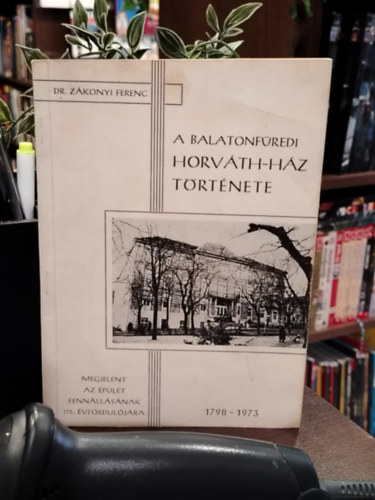 DR. ZÁKONYI FERENC
A BALATONFÜREDI
HORVÁTH-HÁZ
TÖRTÉNETE
MEGJELENT
AZ ÉPÜLET
FENNÁLLÁSÁNAK
175. ÉVFORDULÓJÁRA
1798-1973